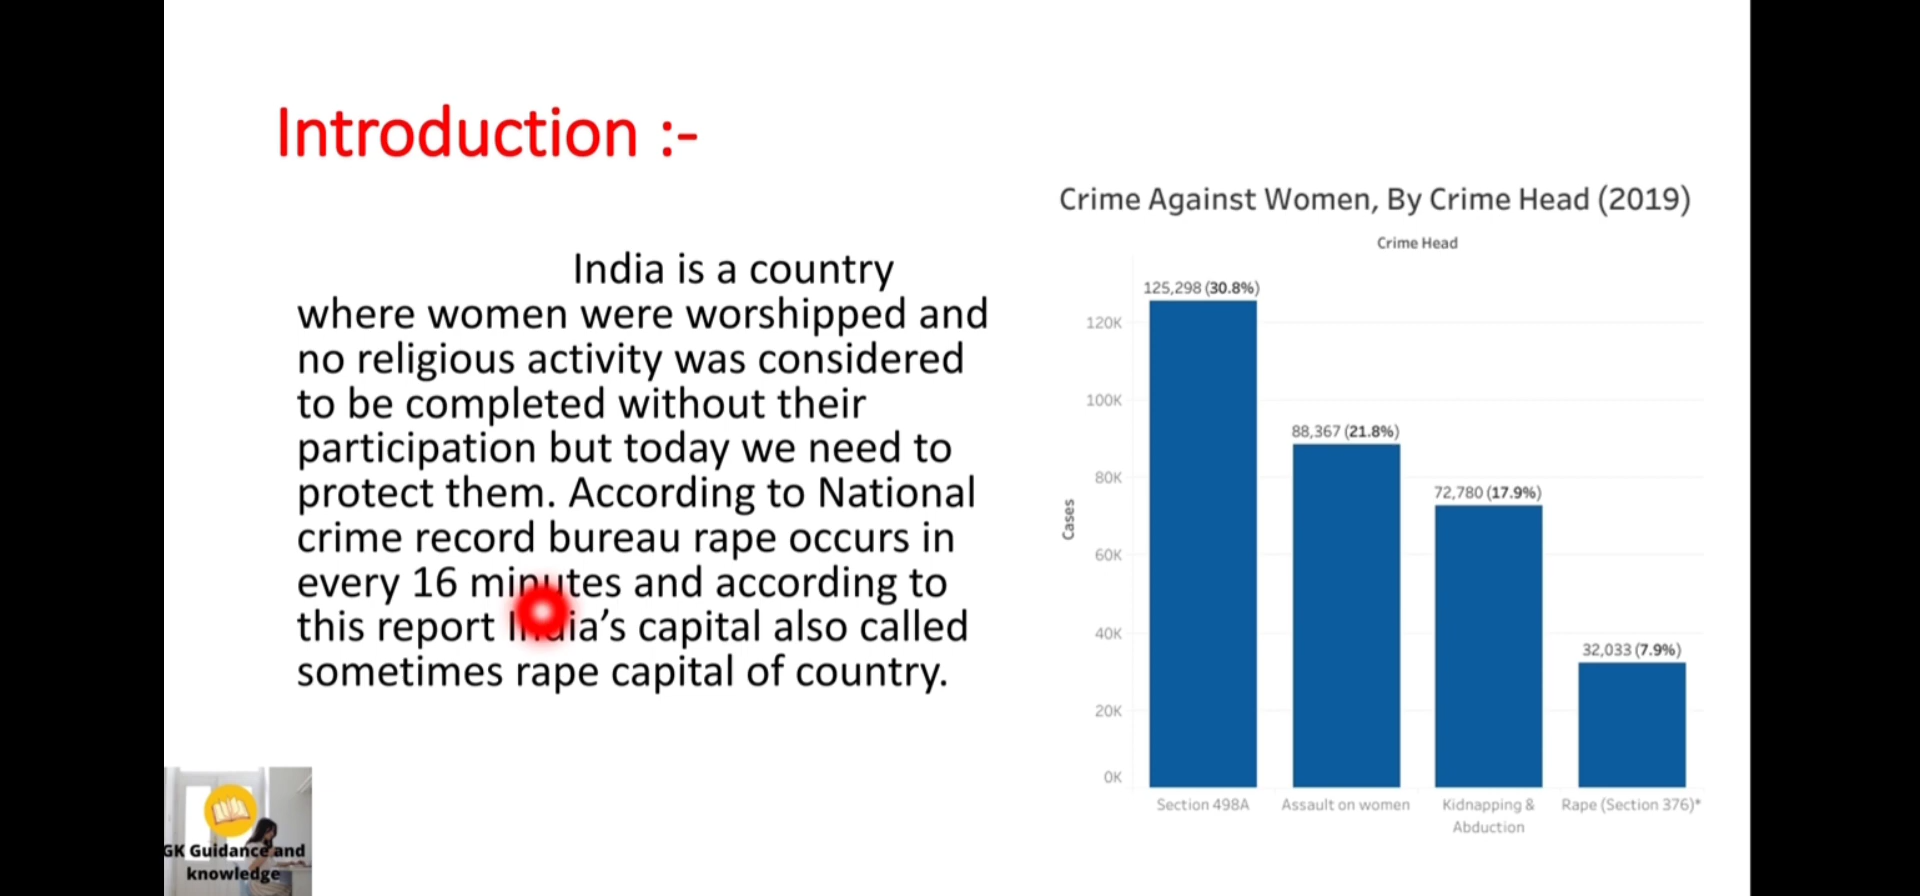 Introduction :-
India is a country
where women were worshipped and
no religious activity was considered
to be completed without their
participation but today we need to
protect them. According to National
crime record bureau rape occurs in
every 16 minutes and according to
this report India's capital also called
sometimes rape capital of country.
Crime Against Women, By Crime Head (2019)
Crime Head
125,298 (30.8%)
88,367 (21.8%)
72,780 (17.9%)
32,033 (7.9%)
120K
100K
80K
60K
40K
20K
0K
Cases
Section 498A
Assault on women
Kidnapping &
Abduction
Rape (Section 376)*
GK Guidance and
knowledge